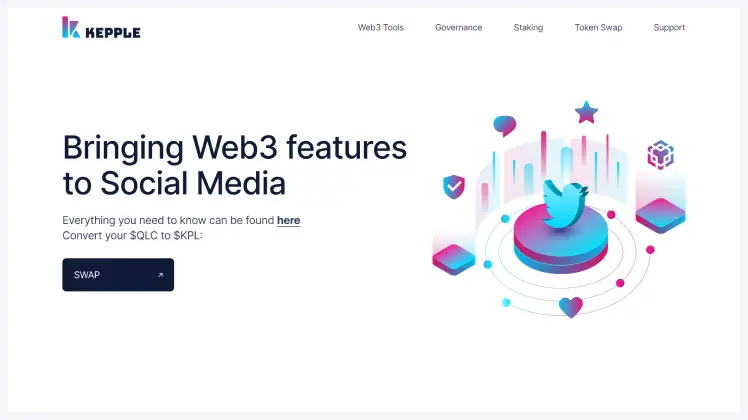 KEPPLE
Web3 Tools
Governance
Staking
Token Swap
Support
Bringing Web3 features
to Social Media
Everything you need to know can be found here
Convert your $QLC to $KPL:
SWAP